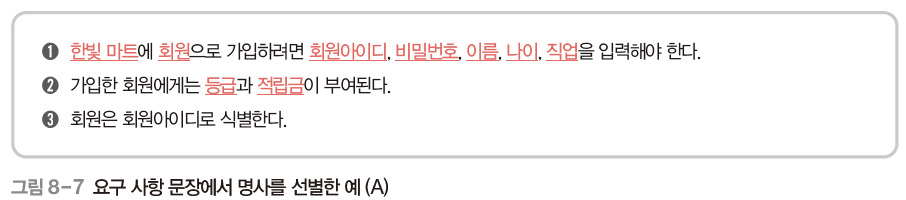 ❶ 한빛 마트에 회원으로 가입하려면 회원아이디, 비밀번호, 이름, 나이, 직업을 입력해야 한다.
❷ 가입한 회원에게는 등급과 적립금이 부여된다.
❸ 회원은 회원아이디로 식별한다.
그림 8-7 요구 사항 문장에서 명사를 선별한 예 (A)